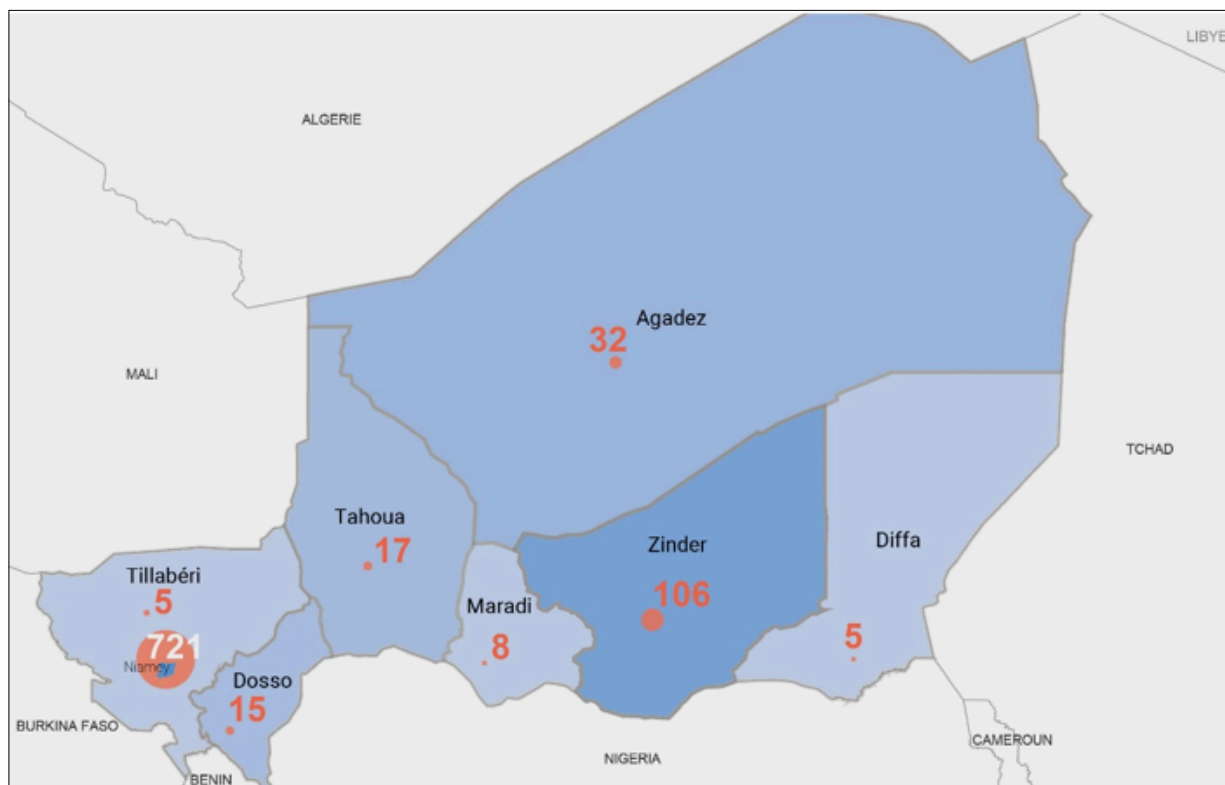 LIBYE
ALGERIE
Agadez
32
MALI
TCHAD
Tahoua
17
Zinder
Diffa
Tillabéri
5
106
Maradi
8
5
721
Niamey
Dosso
15
BURKINA FASO
CAMEROUN
NIGERIA
BENIN